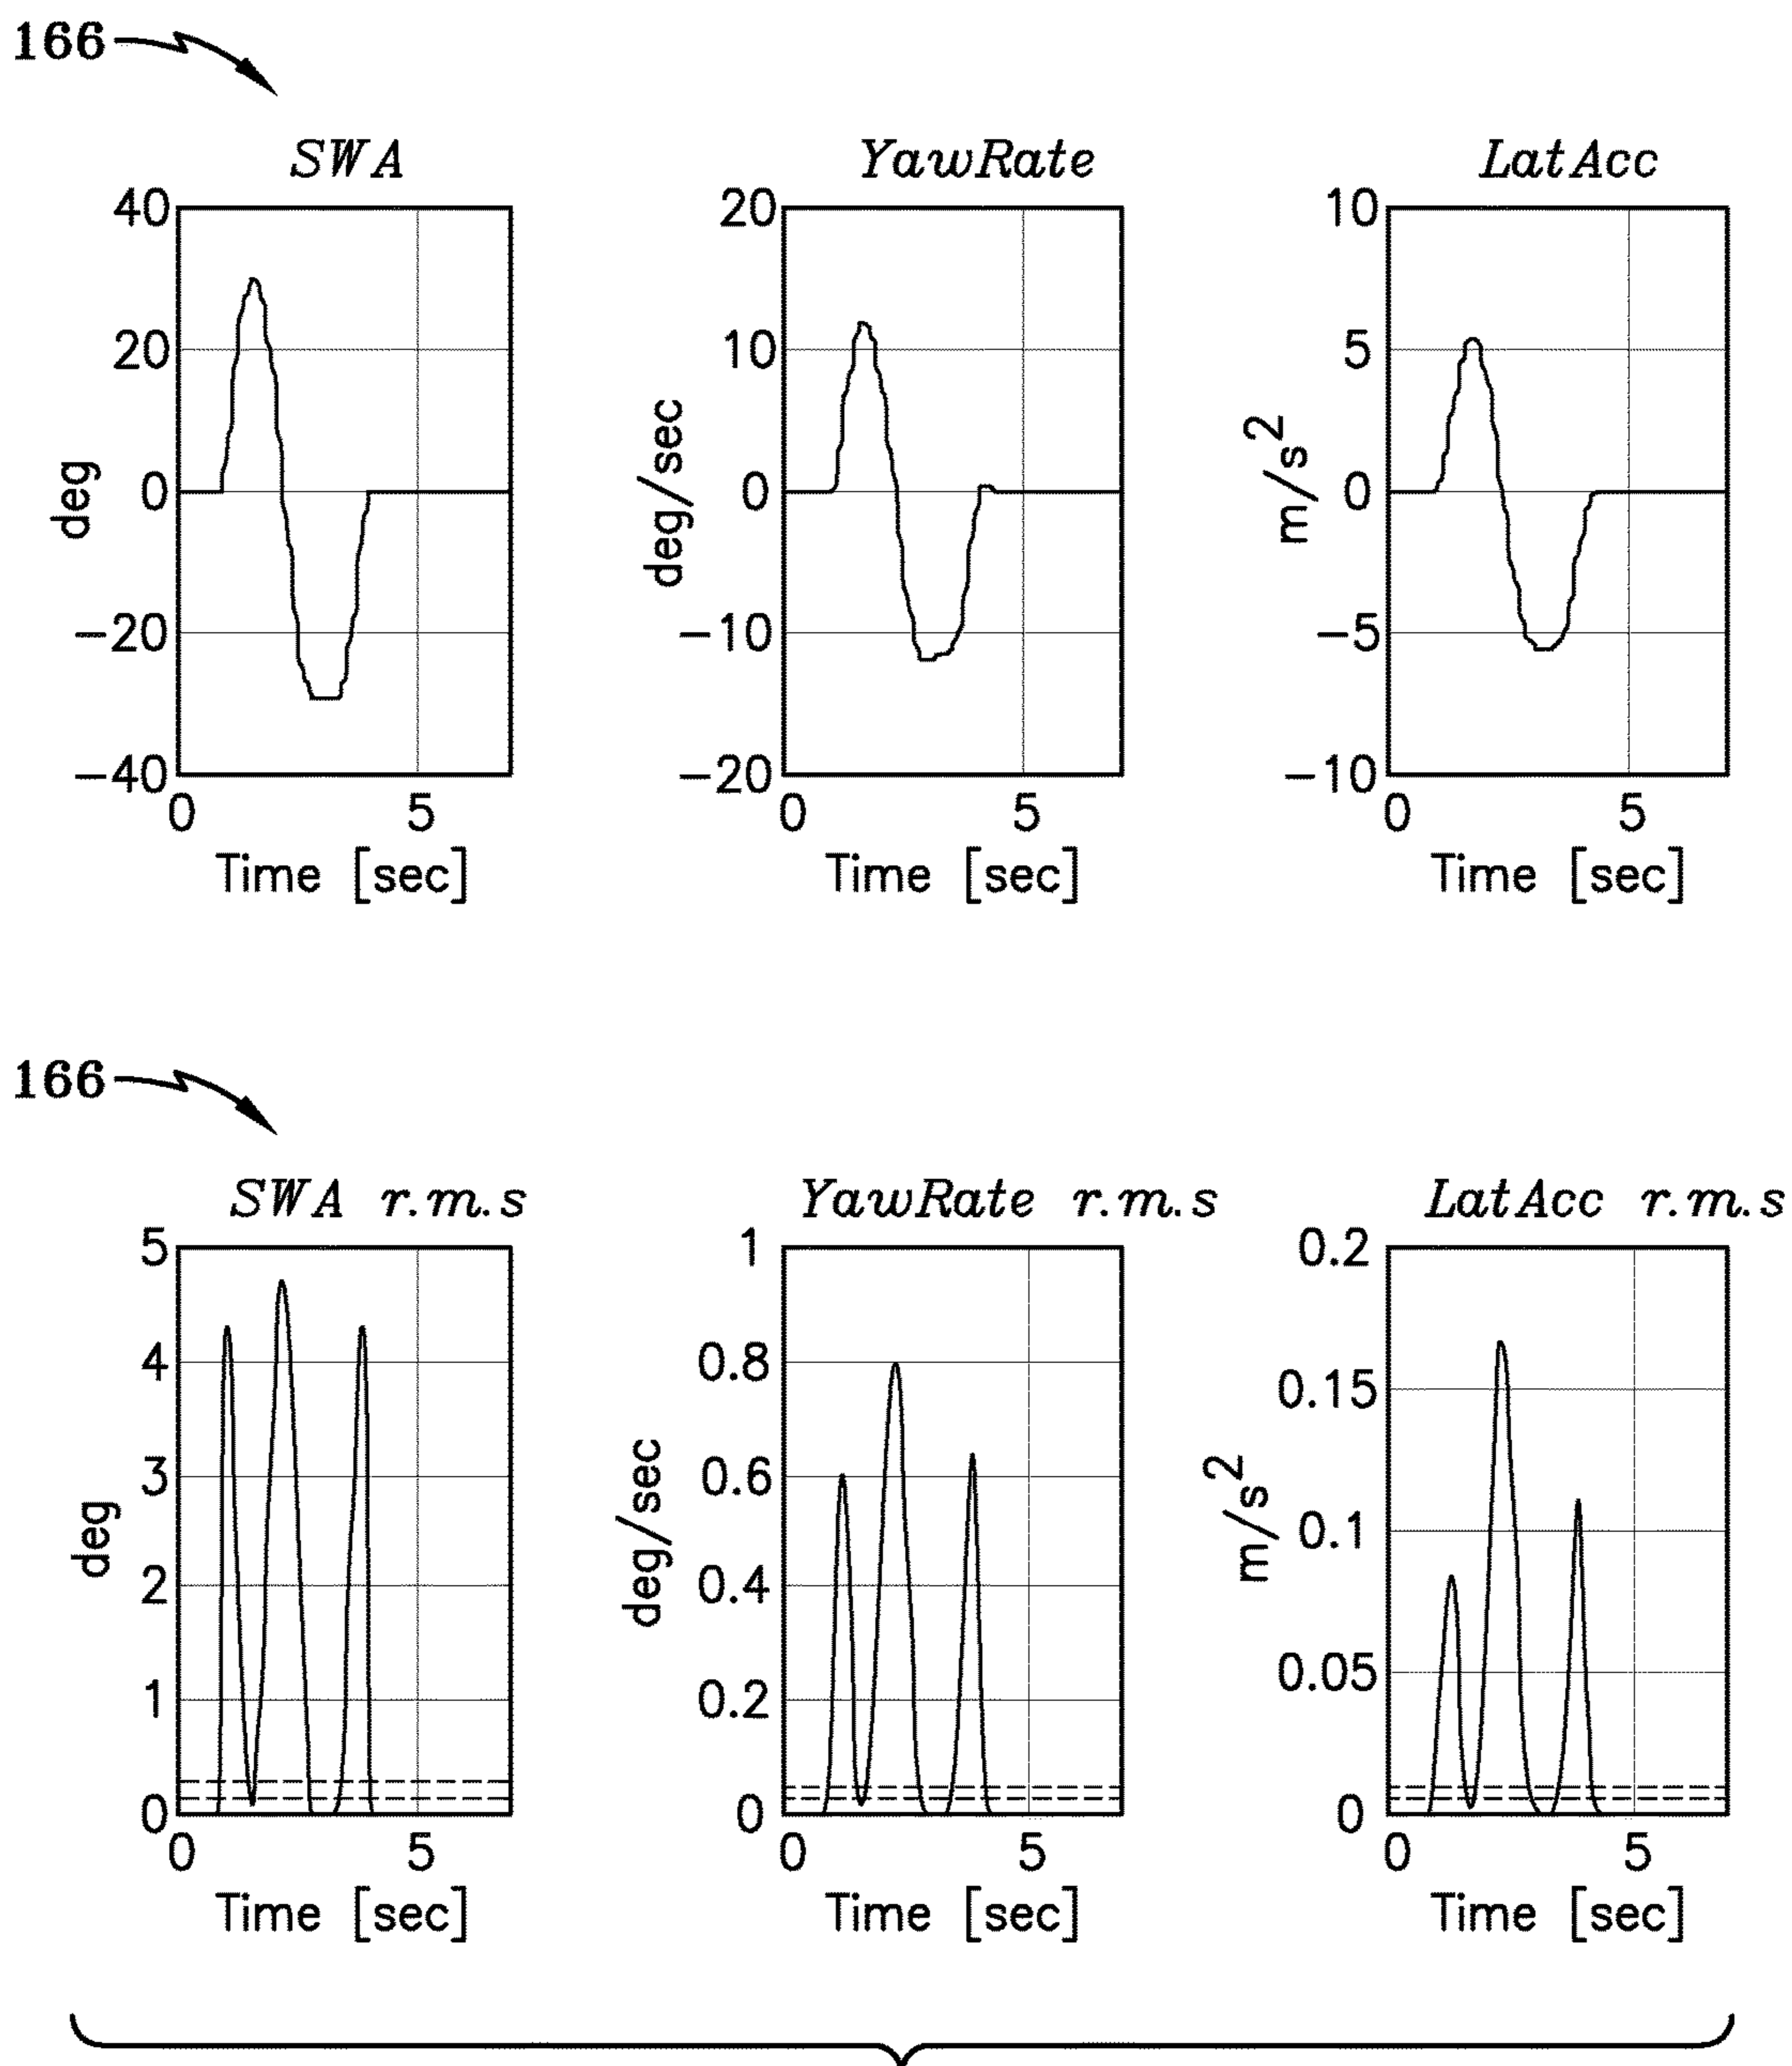 166
SWA
YawRate
LatAcc
40
20
0
-20
-40
deg
0
5
Time [sec]
20
10
0
-10
-20
deg/sec
0
5
Time [sec]
10
5
0
-5
-10
m/s²
0
5
Time [sec]
166
SWA r.m.s
YawRate r.m.s
LatAcc r.m.s
5
4
3
2
1
0
deg
0
5
Time [sec]
1
0.8
0.6
0.4
0.2
0
deg/sec
0
5
Time [sec]
0.2
0.15
0.1
0.05
0
m/s²
0
5
Time [sec]